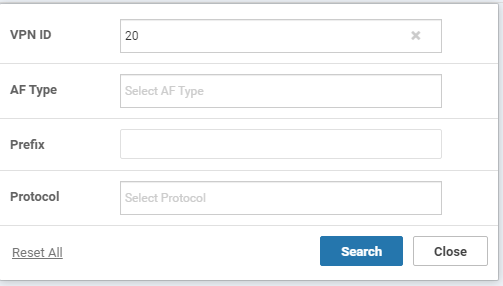 VPN ID
20
AF Type
Select AF Type
Prefix
Protocol
Select Protocol
Reset All
Search
Close